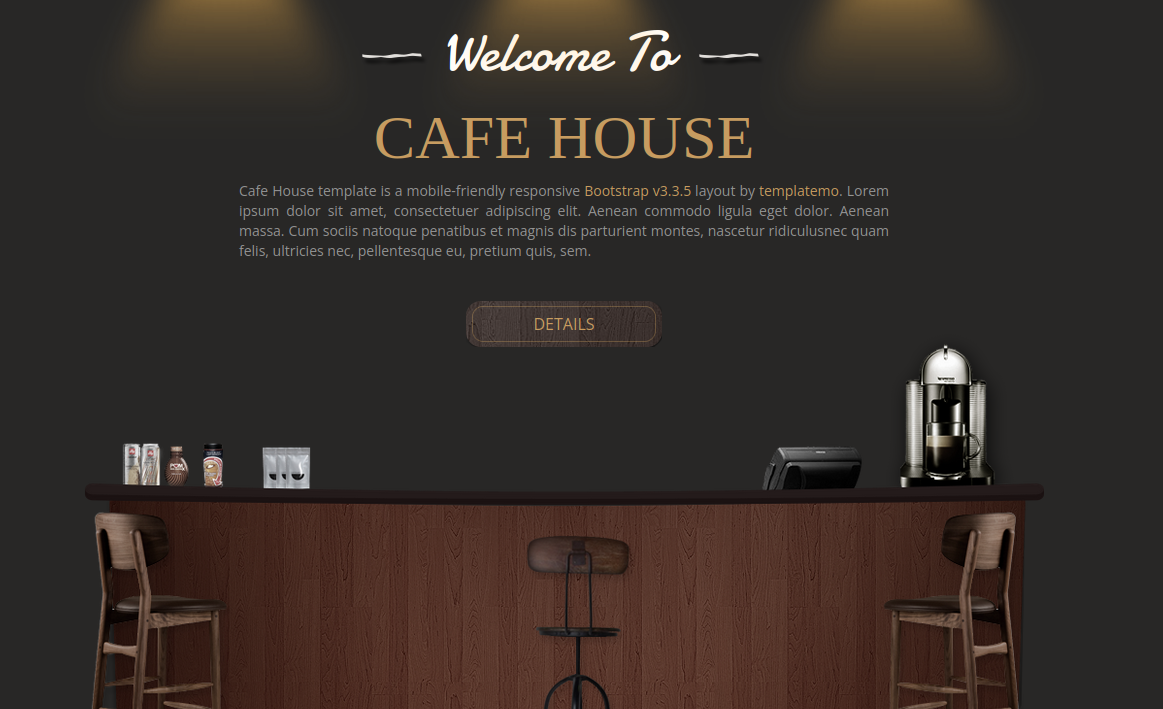 Welcome To
CAFE HOUSE
Cafe House template is a mobile-friendly responsive Bootstrap v3.3.5 layout by templatemo. Lorem
ipsum dolor sit amet, consectetuer adipiscing elit. Aenean commodo ligula eget dolor. Aenean
massa. Cum sociis natoque penatibus et magnis dis parturient montes, nascetur ridiculusnec quam
felis, ultricies nec, pellentesque eu, pretium quis, sem.
DETAILS
POM